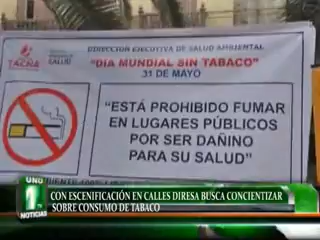 DIRECCION EJECUTIVA DE SALUD AMBIENTAL
TACNA
SALUD
"DIA MUNDIAL SIN TABACO"
31 DE MAYO
"ESTÁ PROHIBIDO FUMAR
EN LUGARES PÚBLICOS
POR SER DAÑINO
PARA SU SALUD"
UNO
NOTICIAS
CON ESCENIFICACIÓN EN CALLES DIRESA BUSCA CONCIENTIZAR
SOBRE CONSUMO DE TABACO